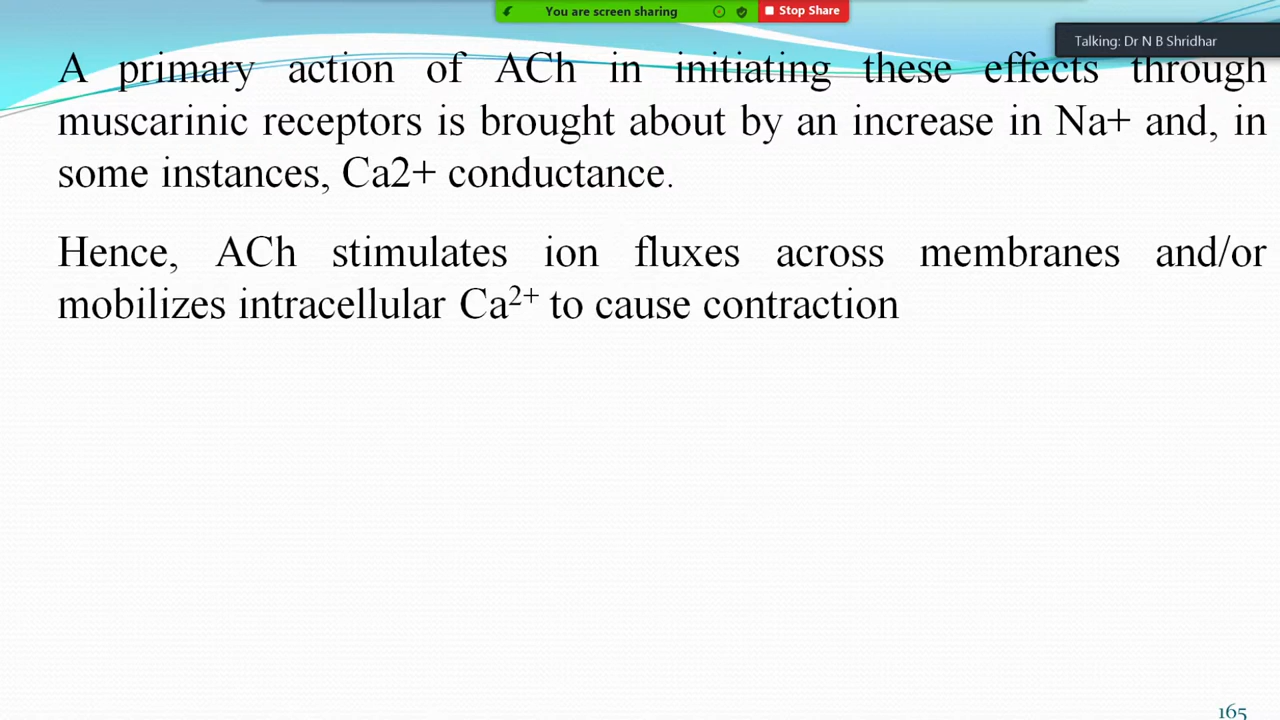 You are screen sharing
Stop Share
Talking: Dr N B Shridhar
A primary action of ACh in initiating these effects through
muscarinic receptors is brought about by an increase in Na+ and, in
some instances, Ca2+ conductance.
Hence, ACh stimulates ion fluxes across membranes and/or
mobilizes intracellular Ca²⁺ to cause contraction
165